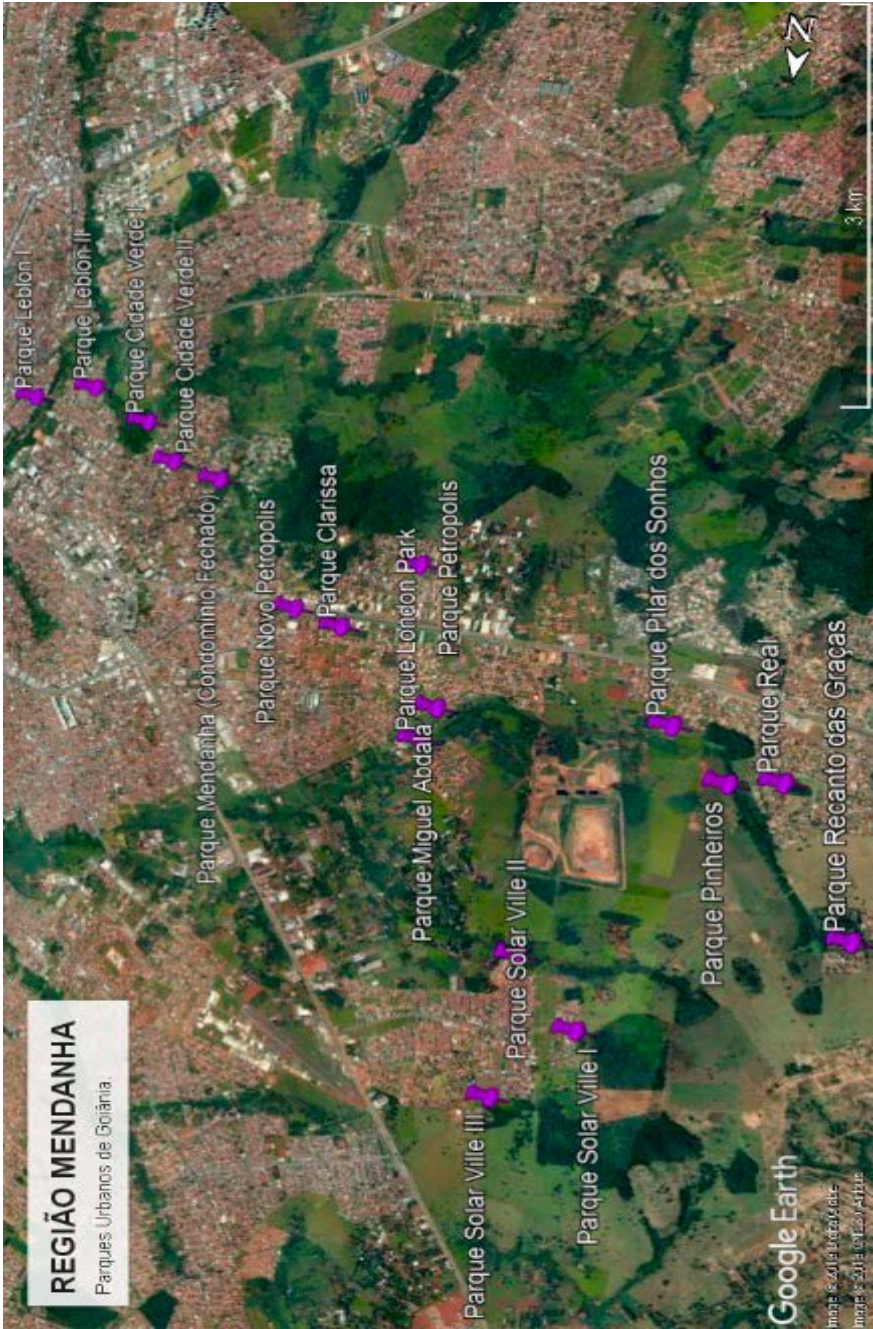 REGIÃO MENDANHA
Parques Urbanos de Goiânia.
Parque Leblon I
Parque Leblon II
Parque Cidade Verde I
Parque Cidade Verde II
Parque Mendanha (Condominio Fechado)
Parque Novo Petropolis
Parque Clarissa
Parque London Park
Parque Miguel Abdala
Parque Petropolis
Parque Solar Ville III
Parque Solar Ville II
Parque Solar Ville I
Parque Pilar dos Sonhos
Parque Pinheiros
Parque Real
Parque Recanto das Graças
Google Earth
N
3 km